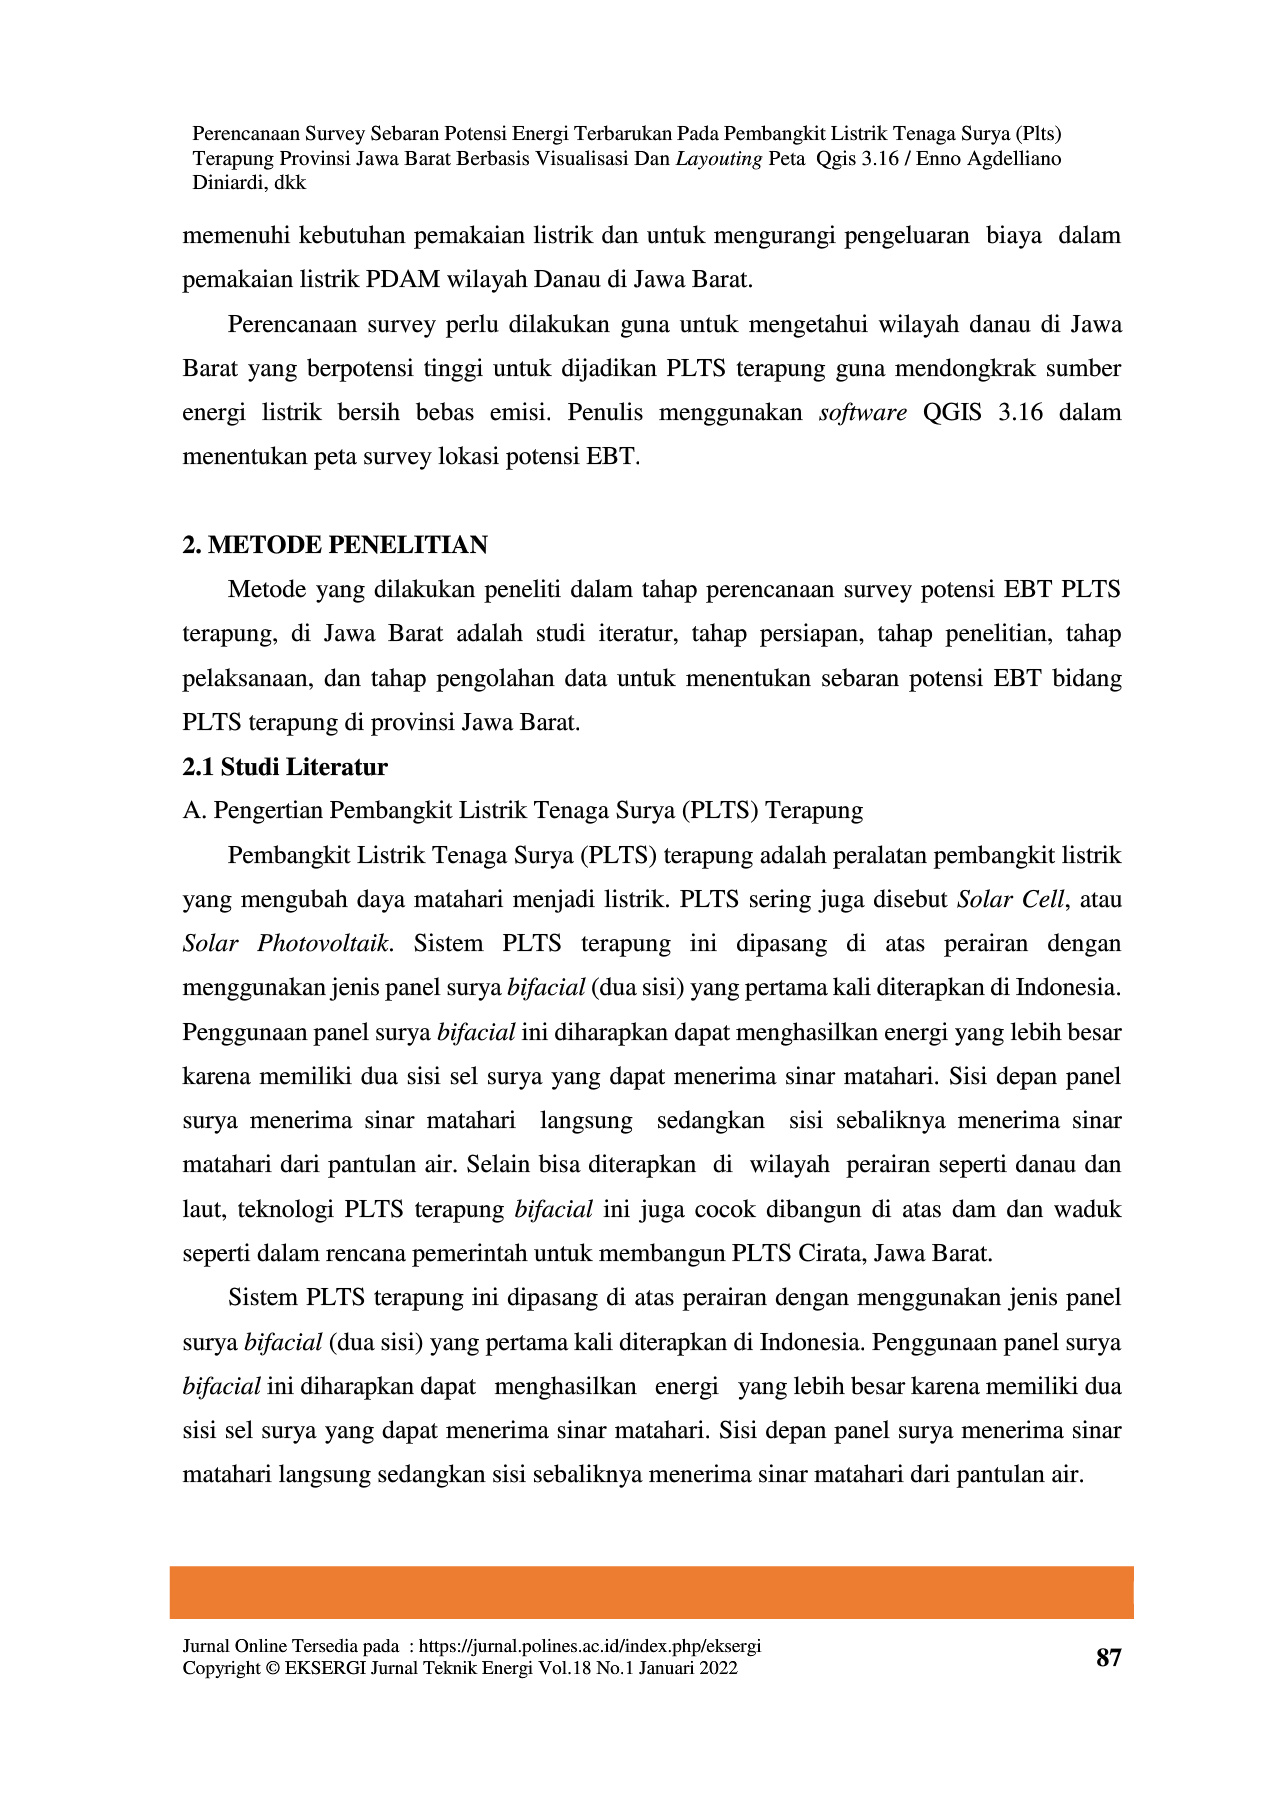 Perencanaan Survey Sebaran Potensi Energi Terbarukan Pada Pembangkit Listrik Tenaga Surya (Plts)
Terapung Provinsi Jawa Barat Berbasis Visualisasi Dan Layouting Peta Qgis 3.16 / Enno Agdelliano
Diniardi, dkk
memenuhi kebutuhan pemakaian listrik dan untuk mengurangi pengeluaran biaya dalam
pemakaian listrik PDAM wilayah Danau di Jawa Barat.
Perencanaan survey perlu dilakukan guna untuk mengetahui wilayah danau di Jawa
Barat yang berpotensi tinggi untuk dijadikan PLTS terapung guna mendongkrak sumber
energi listrik bersih bebas emisi. Penulis menggunakan software QGIS 3.16 dalam
menentukan peta survey lokasi potensi EBT.
2. METODE PENELITIAN
Metode yang dilakukan peneliti dalam tahap perencanaan survey potensi EBT PLTS
terapung, di Jawa Barat adalah studi iteratur, tahap persiapan, tahap penelitian, tahap
pelaksanaan, dan tahap pengolahan data untuk menentukan sebaran potensi EBT bidang
PLTS terapung di provinsi Jawa Barat.
2.1 Studi Literatur
A. Pengertian Pembangkit Listrik Tenaga Surya (PLTS) Terapung
Pembangkit Listrik Tenaga Surya (PLTS) terapung adalah peralatan pembangkit listrik
yang mengubah daya matahari menjadi listrik. PLTS sering juga disebut Solar Cell, atau
Solar Photovoltaik. Sistem PLTS terapung ini dipasang di atas perairan dengan
menggunakan jenis panel surya bifacial (dua sisi) yang pertama kali diterapkan di Indonesia.
Penggunaan panel surya bifacial ini diharapkan dapat menghasilkan energi yang lebih besar
karena memiliki dua sisi sel surya yang dapat menerima sinar matahari. Sisi depan panel
surya menerima sinar matahari langsung sedangkan sisi sebaliknya menerima sinar
matahari dari pantulan air. Selain bisa diterapkan di wilayah perairan seperti danau dan
laut, teknologi PLTS terapung bifacial ini juga cocok dibangun di atas dam dan waduk
seperti dalam rencana pemerintah untuk membangun PLTS Cirata, Jawa Barat.
Sistem PLTS terapung ini dipasang di atas perairan dengan menggunakan jenis panel
surya bifacial (dua sisi) yang pertama kali diterapkan di Indonesia. Penggunaan panel surya
bifacial ini diharapkan dapat menghasilkan energi yang lebih besar karena memiliki dua
sisi sel surya yang dapat menerima sinar matahari. Sisi depan panel surya menerima sinar
matahari langsung sedangkan sisi sebaliknya menerima sinar matahari dari pantulan air.
Jurnal Online Tersedia pada : https://jurnal.polines.ac.id/index.php/eksergi
Copyright © EKSERGI Jurnal Teknik Energi Vol.18 No.1 Januari 2022
87